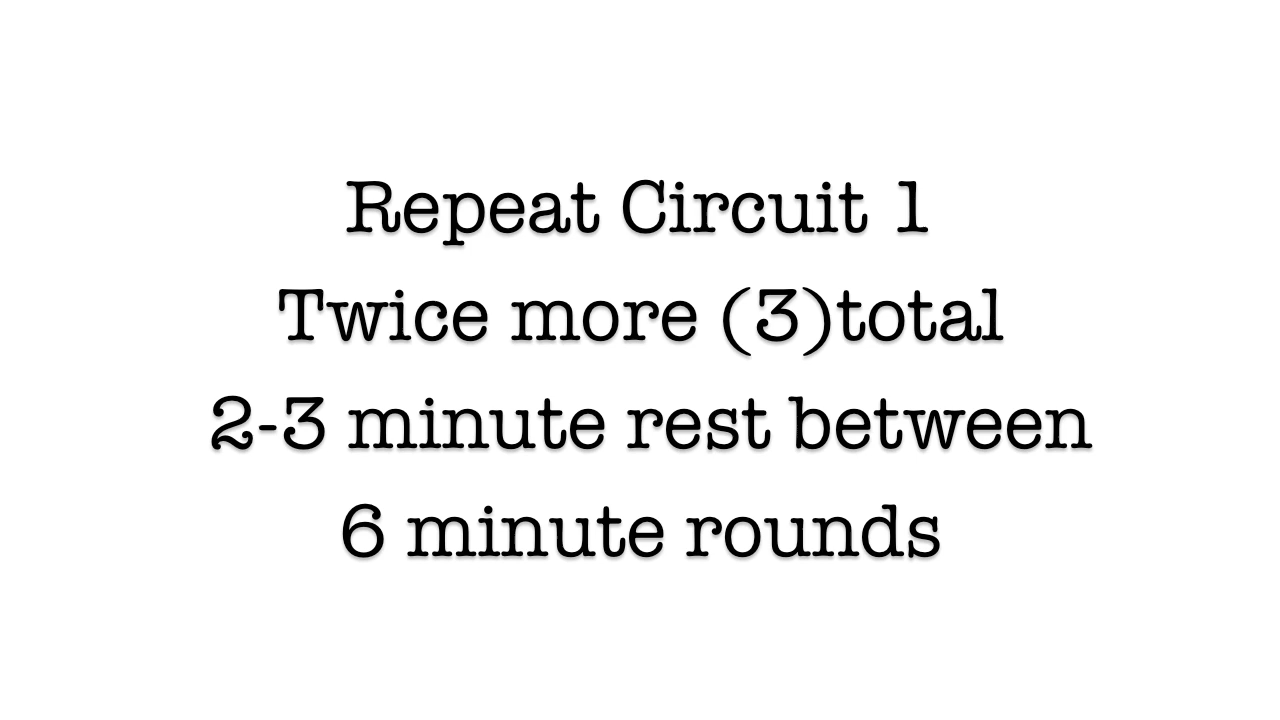 Repeat Circuit 1
Twice more (3)total
2-3 minute rest between
6 minute rounds